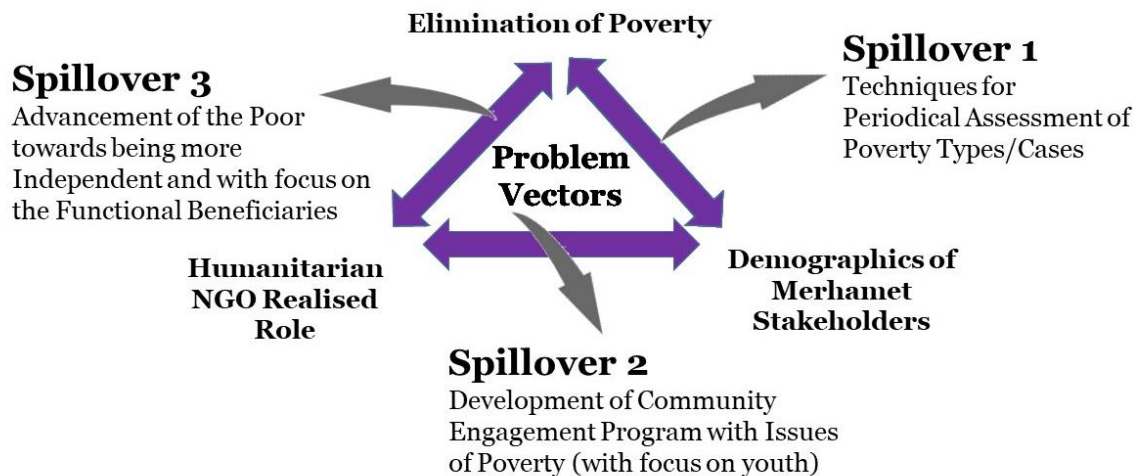 Elimination of Poverty
Spillover 1
Techniques for
Periodical Assessment of
Poverty Types/Cases
Spillover 3
Advancement of the Poor
towards being more
Independent and with focus on
the Functional Beneficiaries
Problem
Vectors
Humanitarian
NGO Realised
Role
Demographics of
Merhamet
Stakeholders
Spillover 2
Development of Community
Engagement Program with Issues
of Poverty (with focus on youth)